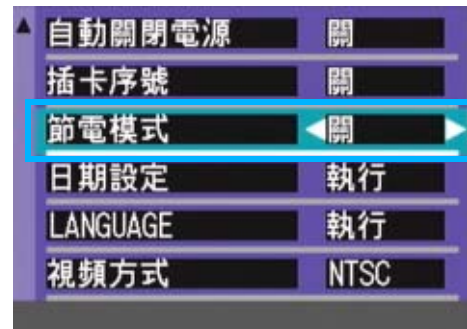 自動關閉電源 關
插卡序號 關
節電模式 關
日期設定 執行
LANGUAGE 執行
視頻方式 NTSC